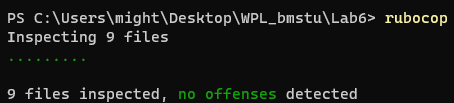 PS C:\Users\might\Desktop\WPL_bmstu\Lab6> rubocop
Inspecting 9 files
.........
9 files inspected, no offenses detected